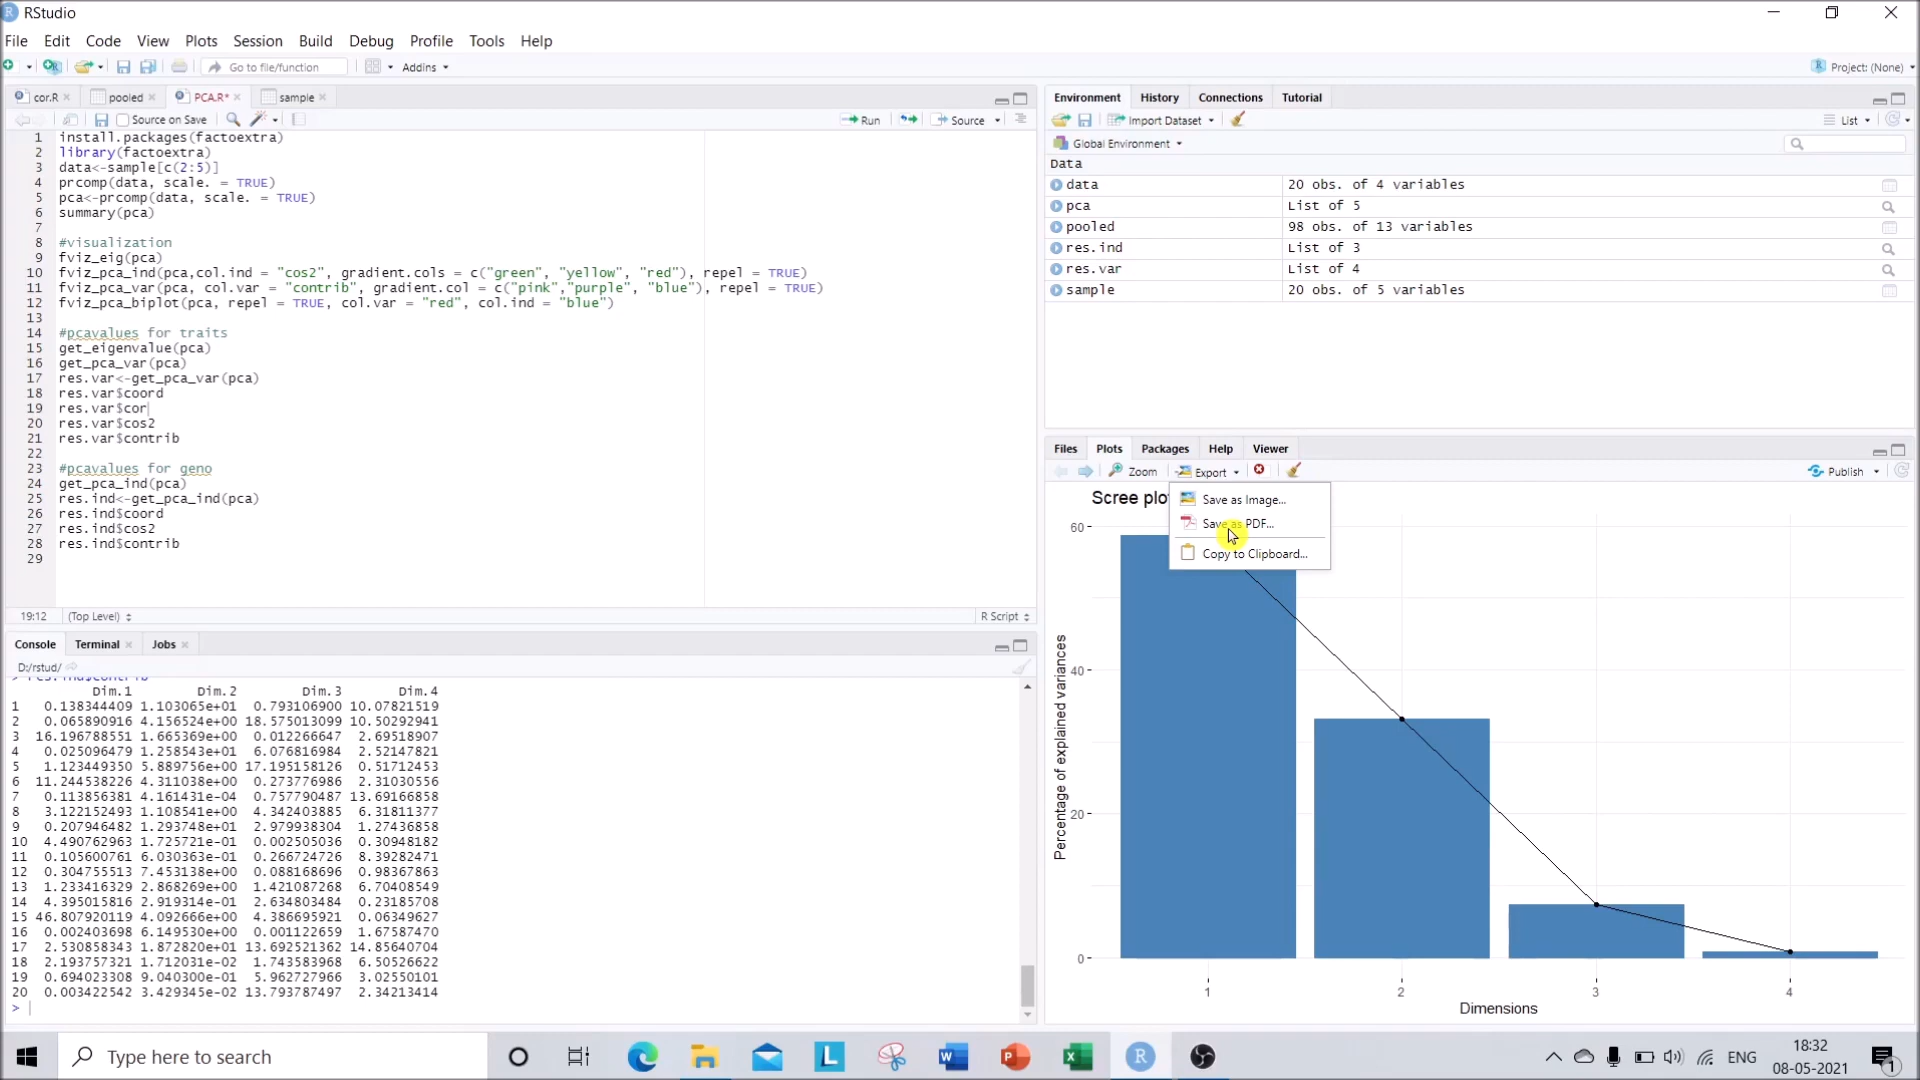 RStudio
File Edit Code View Plots Session Build Debug Profile Tools Help
Go to file/function Addins Project: (None)
cor.R pooled PCA.R* sample
Source on Save Run Source
1 install.packages(factoextra)
2 library(factoextra)
3 data<-sample[c(2:5)]
4 prcomp(data, scale. = TRUE)
5 pca<-prcomp(data, scale. = TRUE)
6 summary(pca)
7
8 #visualization
9 fviz_eig(pca)
10 fviz_pca_ind(pca,col.ind = "cos2", gradient.cols = c("green", "yellow", "red"), repel = TRUE)
11 fviz_pca_var(pca, col.var = "contrib", gradient.col = c("pink","purple", "blue"), repel = TRUE)
12 fviz_pca_biplot(pca, repel = TRUE, col.var = "red", col.ind = "blue")
13
14 #pcavalues for traits
15 get_eigenvalue(pca)
16 get_pca_var(pca)
17 res.var<-get_pca_var(pca)
18 res.var$coord
19 res.var$cor
20 res.var$cos2
21 res.var$contrib
22
23 #pcavalues for geno
24 get_pca_ind(pca)
25 res.ind<-get_pca_ind(pca)
26 res.ind$coord
27 res.ind$cos2
28 res.ind$contrib
29
19:12 (Top Level) R Script
Console Terminal Jobs
D:/rstud/
> res.ind$contrib
Dim.1 Dim.2 Dim.3 Dim.4
1 0.138344409 1.103065e+01 0.793106900 10.07821519
2 0.065890916 4.156524e+00 18.575013099 10.50292941
3 16.196788551 1.665369e+00 0.012266647 2.69518907
4 0.025096479 1.258543e+01 6.076816984 2.52147821
5 1.123449350 5.889756e+00 17.195158126 0.51712453
6 11.244538226 4.311038e+00 0.273776986 2.31030556
7 0.113856381 4.161431e-04 0.757790487 13.69166858
8 3.122152493 1.108541e+00 4.342403885 6.31811377
9 0.207946482 1.293748e+01 2.979938304 1.27436858
10 4.490762963 1.725721e-01 0.002505036 0.30948182
11 0.105600761 6.030363e-01 0.266724726 8.39282471
12 0.304755513 7.453138e+00 0.088168696 0.98367863
13 1.233416329 2.868269e+00 1.421087268 6.70408549
14 4.395015816 2.919314e-01 2.634803484 0.23185708
15 46.807920119 4.092666e+00 4.386695921 0.06349627
16 0.002403698 6.149530e+00 0.001122659 1.67587470
17 2.530858343 1.872820e+01 13.692521362 14.85640704
18 2.193757321 1.712031e-02 1.743583968 6.50526622
19 0.694023308 9.040300e-01 5.962727966 3.02550101
20 0.003422542 3.429345e-02 13.793787497 2.34213414
>
Environment History Connections Tutorial
Import Dataset List
Global Environment
Data
data 20 obs. of 4 variables
pca List of 5
pooled 98 obs. of 13 variables
res.ind List of 3
res.var List of 4
sample 20 obs. of 5 variables
Files Plots Packages Help Viewer
Zoom Export Publish
Save as Image...
Save as PDF...
Copy to Clipboard...
Scree plo
60
40
20
0
Percentage of explained variances
1 2 3 4
Dimensions
Type here to search
ENG
18:32
08-05-2021
1